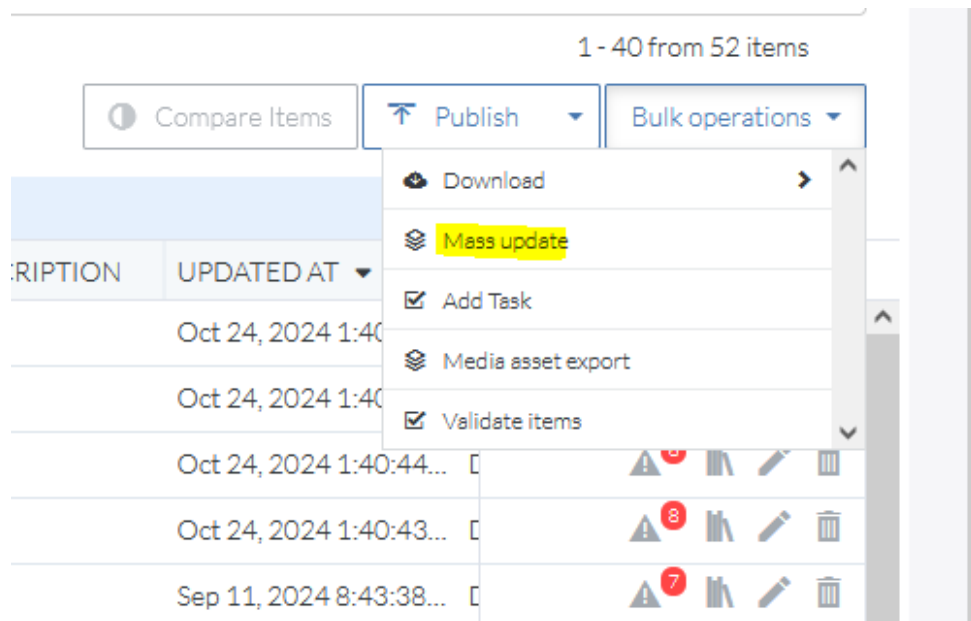 1 - 40 from 52 items
Compare Items
Publish
Bulk operations
Download
Mass update
RIPTION
UPDATED AT
Add Task
Oct 24, 2024 1:40
Media asset export
Oct 24, 2024 1:40
Validate items
Oct 24, 2024 1:40:44...
Oct 24, 2024 1:40:43...
8
Sep 11, 2024 8:43:38...
7